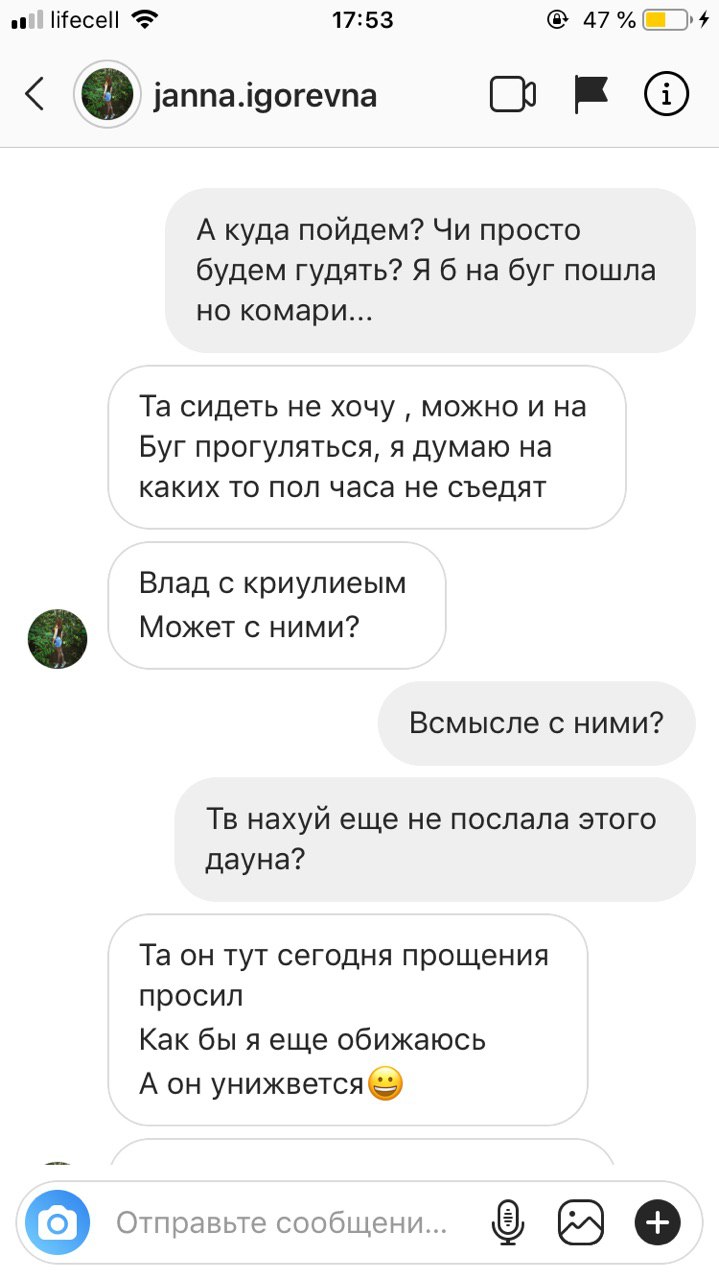 lifecell 17:53 47 %
janna.igorevna
А куда пойдем? Чи просто
будем гудять? Я б на буг пошла
но комари...
Та сидеть не хочу , можно и на
Буг прогуляться, я думаю на
каких то пол часа не съедят
Влад с криулиеым
Может с ними?
Всмысле с ними?
Тв нахуй еще не послала этого
дауна?
Та он тут сегодня прощения
просил
Как бы я еще обижаюсь
А он унижвется😀
Отправьте сообщени...